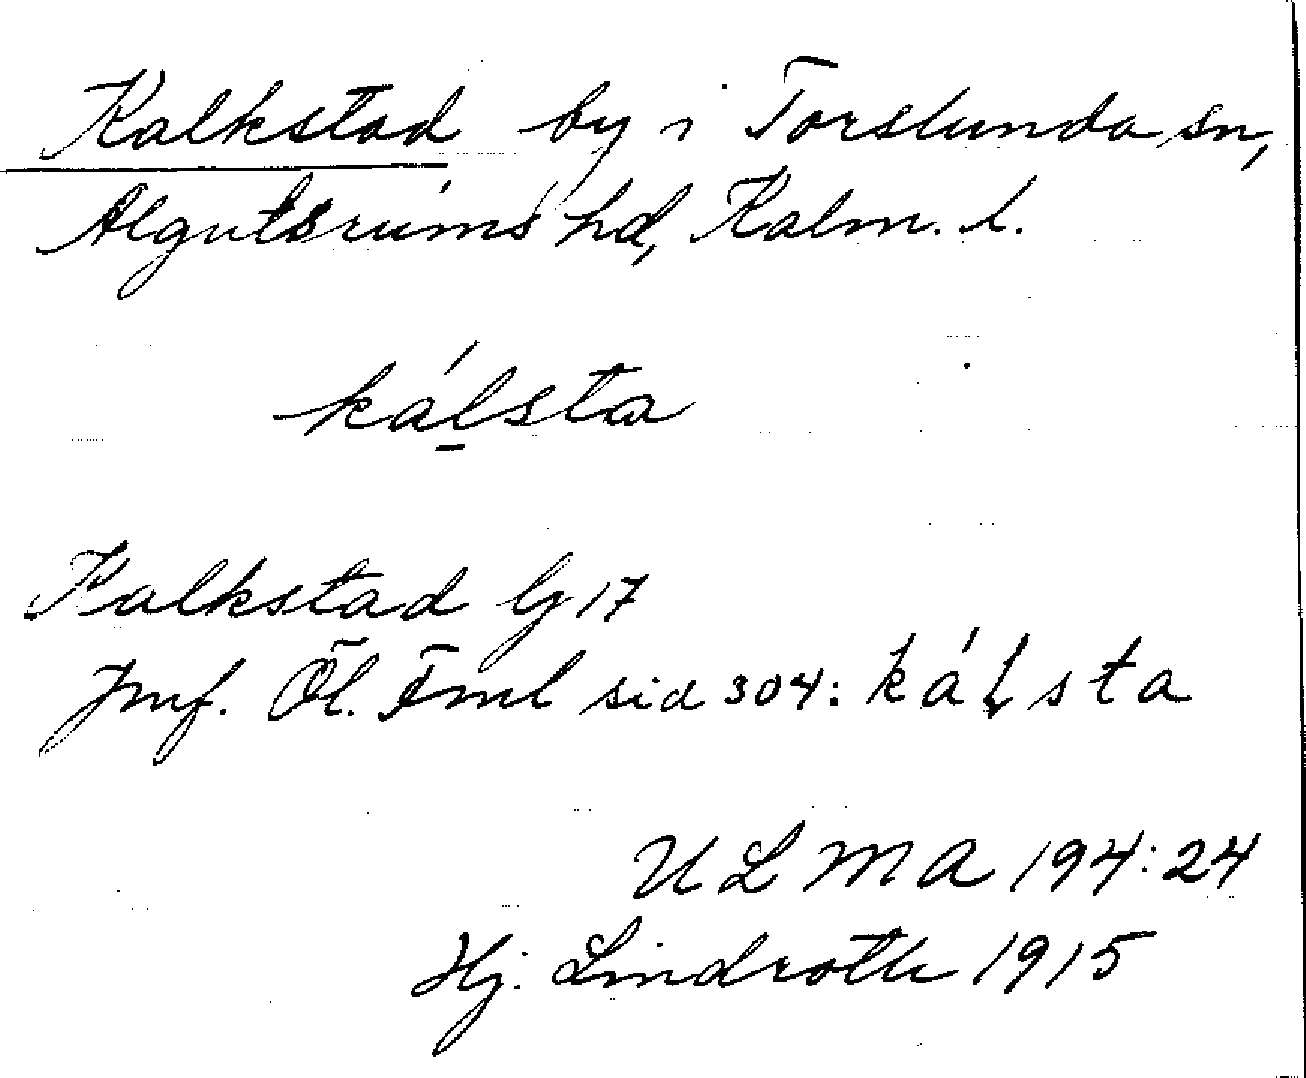 Kalkstad by i Torslunda sn,
Algutsrums hd, Kalm. l.
kálsta
Kalkstad G 17
Jmf. Öl. Fml sid 304: kálsta
ULMA 194:24
Hj. Lindroth 1915